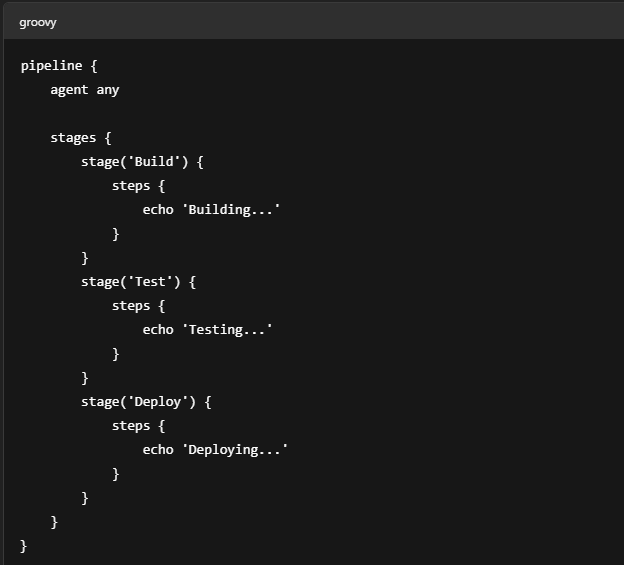 groovy
pipeline {
    agent any

    stages {
        stage('Build') {
            steps {
                echo 'Building...'
            }
        }
        stage('Test') {
            steps {
                echo 'Testing...'
            }
        }
        stage('Deploy') {
            steps {
                echo 'Deploying...'
            }
        }
    }
}